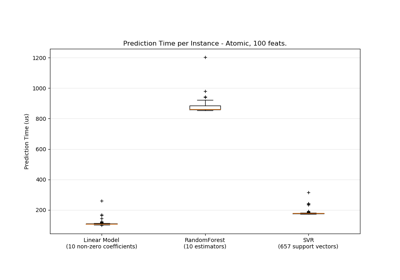 Prediction Time per Instance - Atomic, 100 feats.
Prediction Time (us)
1200
1000
800
600
400
200
Linear Model
(10 non-zero coefficients)
RandomForest
(10 estimators)
SVR
(657 support vectors)